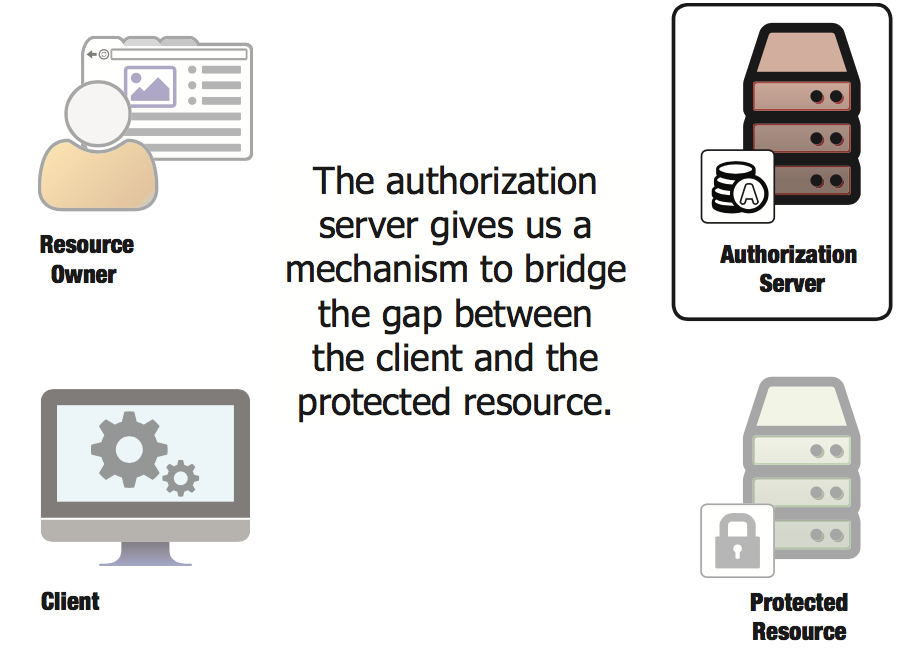 Resource
Owner
The authorization
server gives us a
mechanism to bridge
the gap between
the client and the
protected resource.
A
Authorization
Server
Client
Protected
Resource